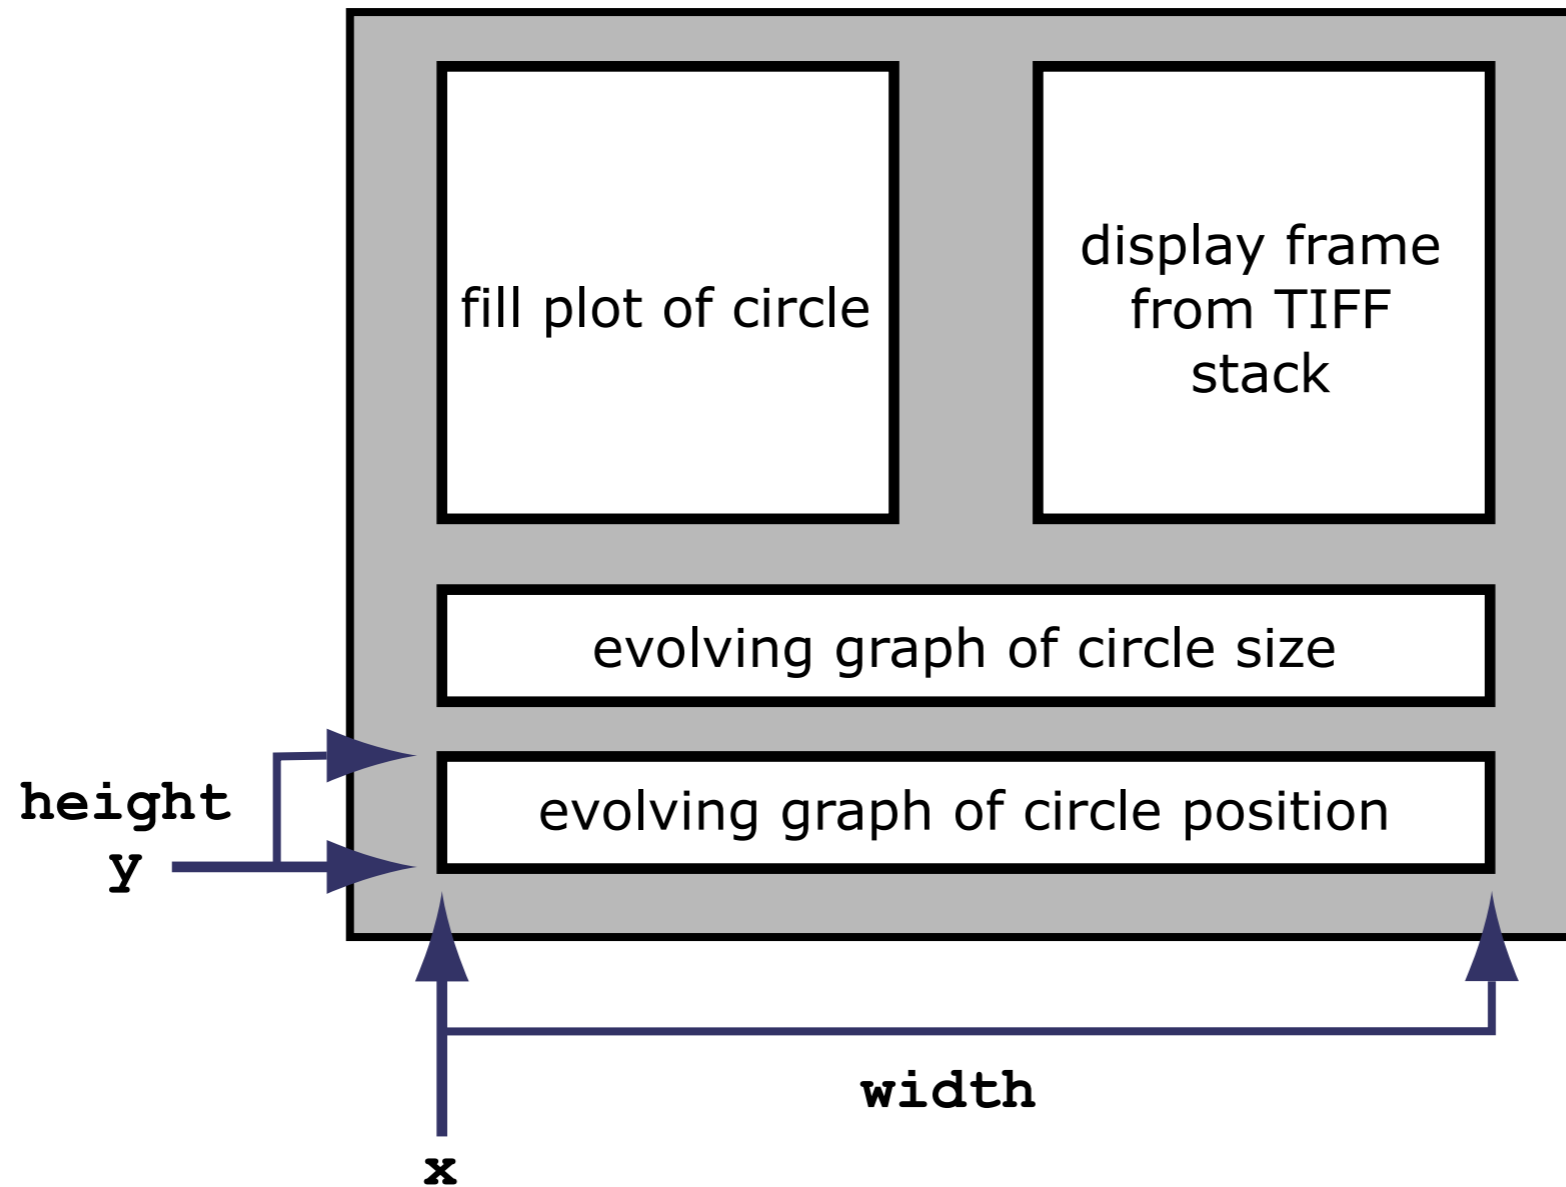 fill plot of circle
display frame
from TIFF
stack
evolving graph of circle size
evolving graph of circle position
height
y
width
x